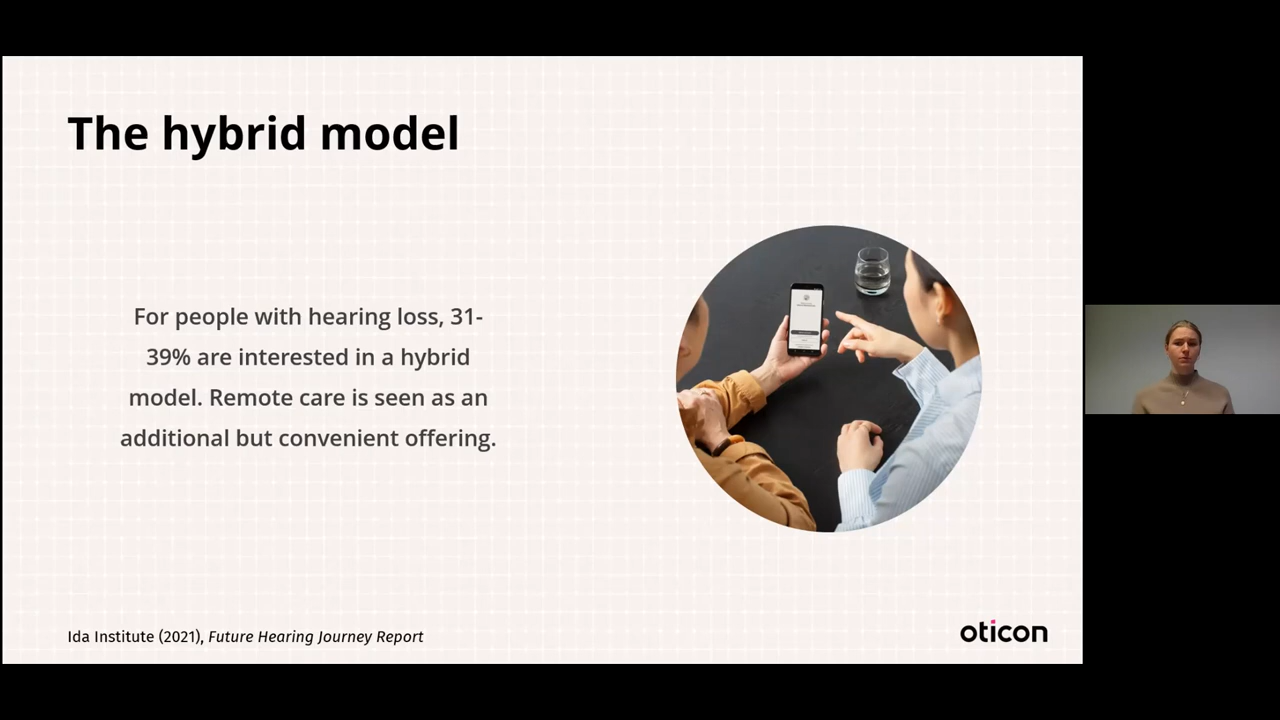 The hybrid model
For people with hearing loss, 31-
39% are interested in a hybrid
model. Remote care is seen as an
additional but convenient offering.
Ida Institute (2021), Future Hearing Journey Report
oticon